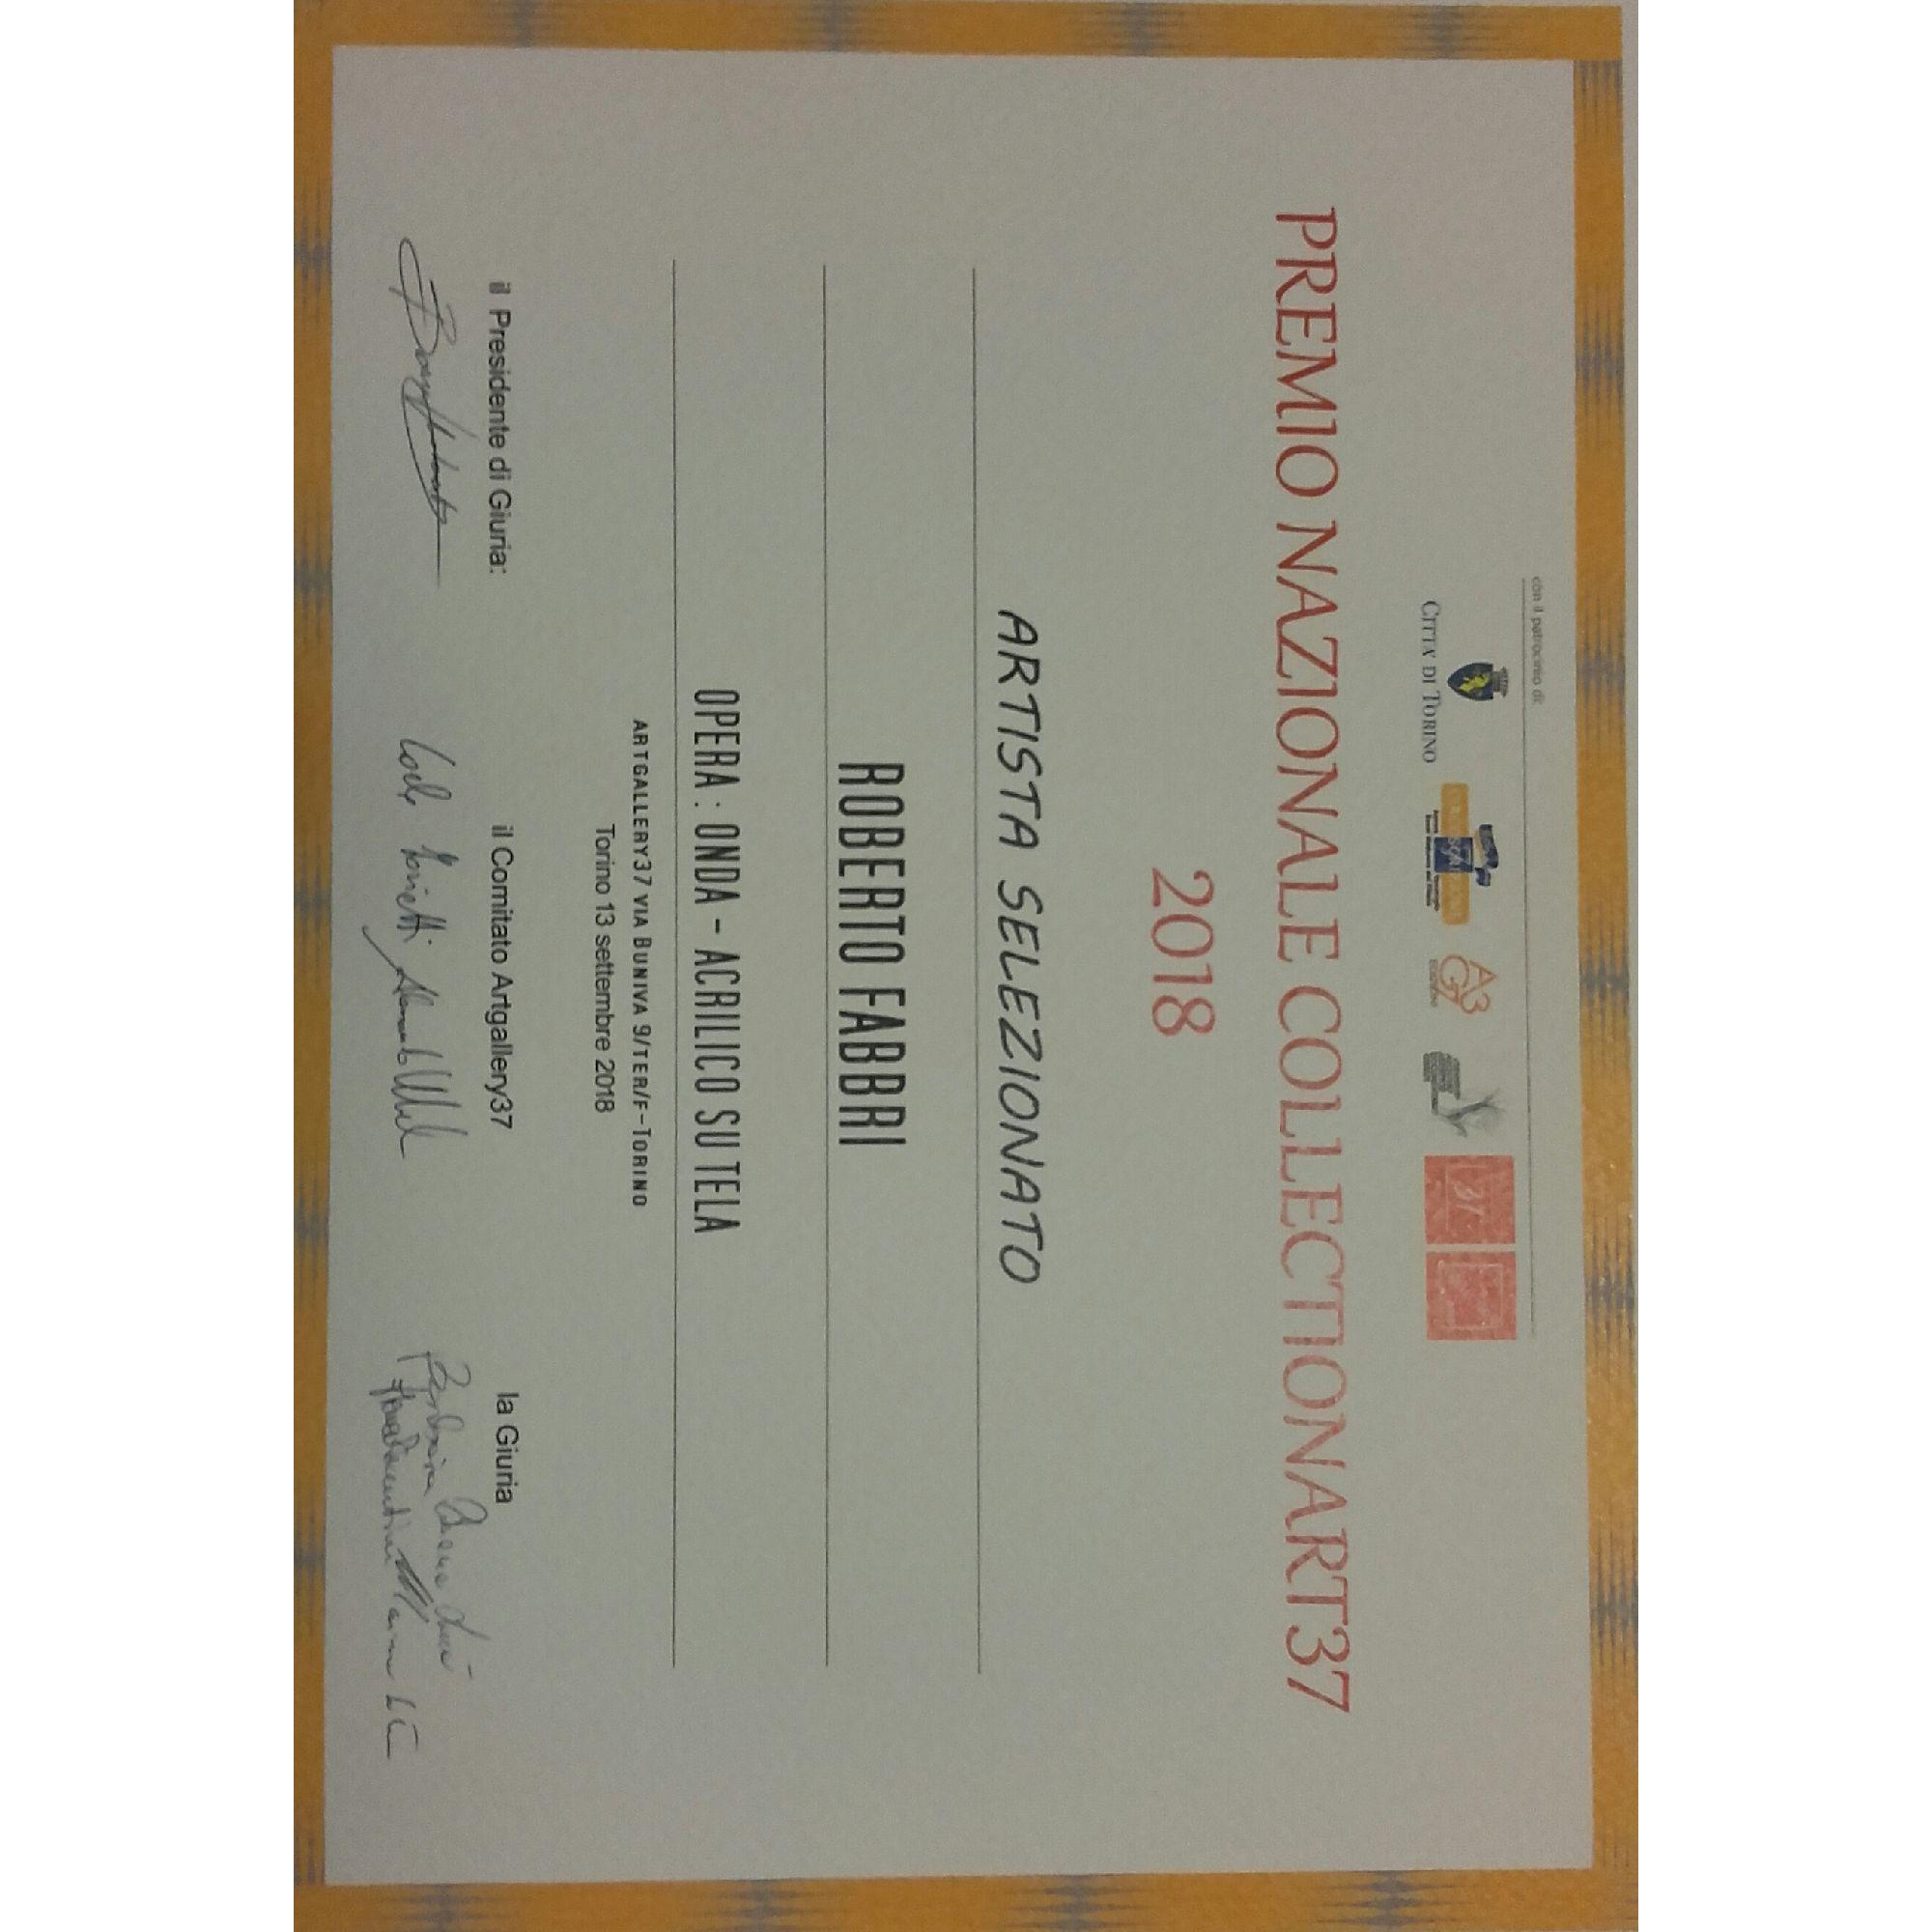 con il patrocinio di:
CITTA' DI TORINO
37
PREMIO NAZIONALE COLLECTIONART37
2018
ARTISTA SELEZIONATO
ROBERTO FABBRI
OPERA : ONDA - ACRILICO SU TELA
ARTGALLERY37 VIA BUNIVA 9/TER/F-TORINO
Torino 13 settembre 2018
il Presidente di Giuria:
il Comitato Artgallery37
la Giuria